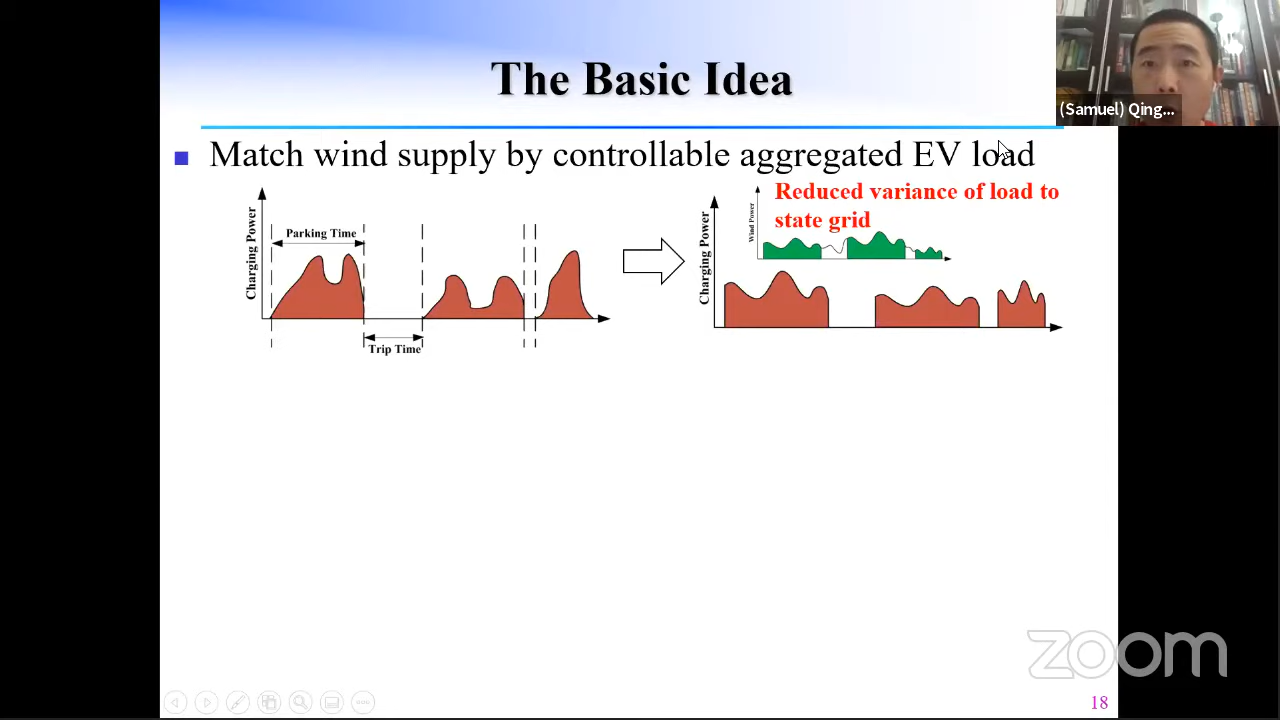 The Basic Idea
(Samuel) Qing...
Match wind supply by controllable aggregated EV load
Charging Power
Parking Time
Trip Time
Charging Power
Wind Power
Reduced variance of load to
state grid
zoom
18